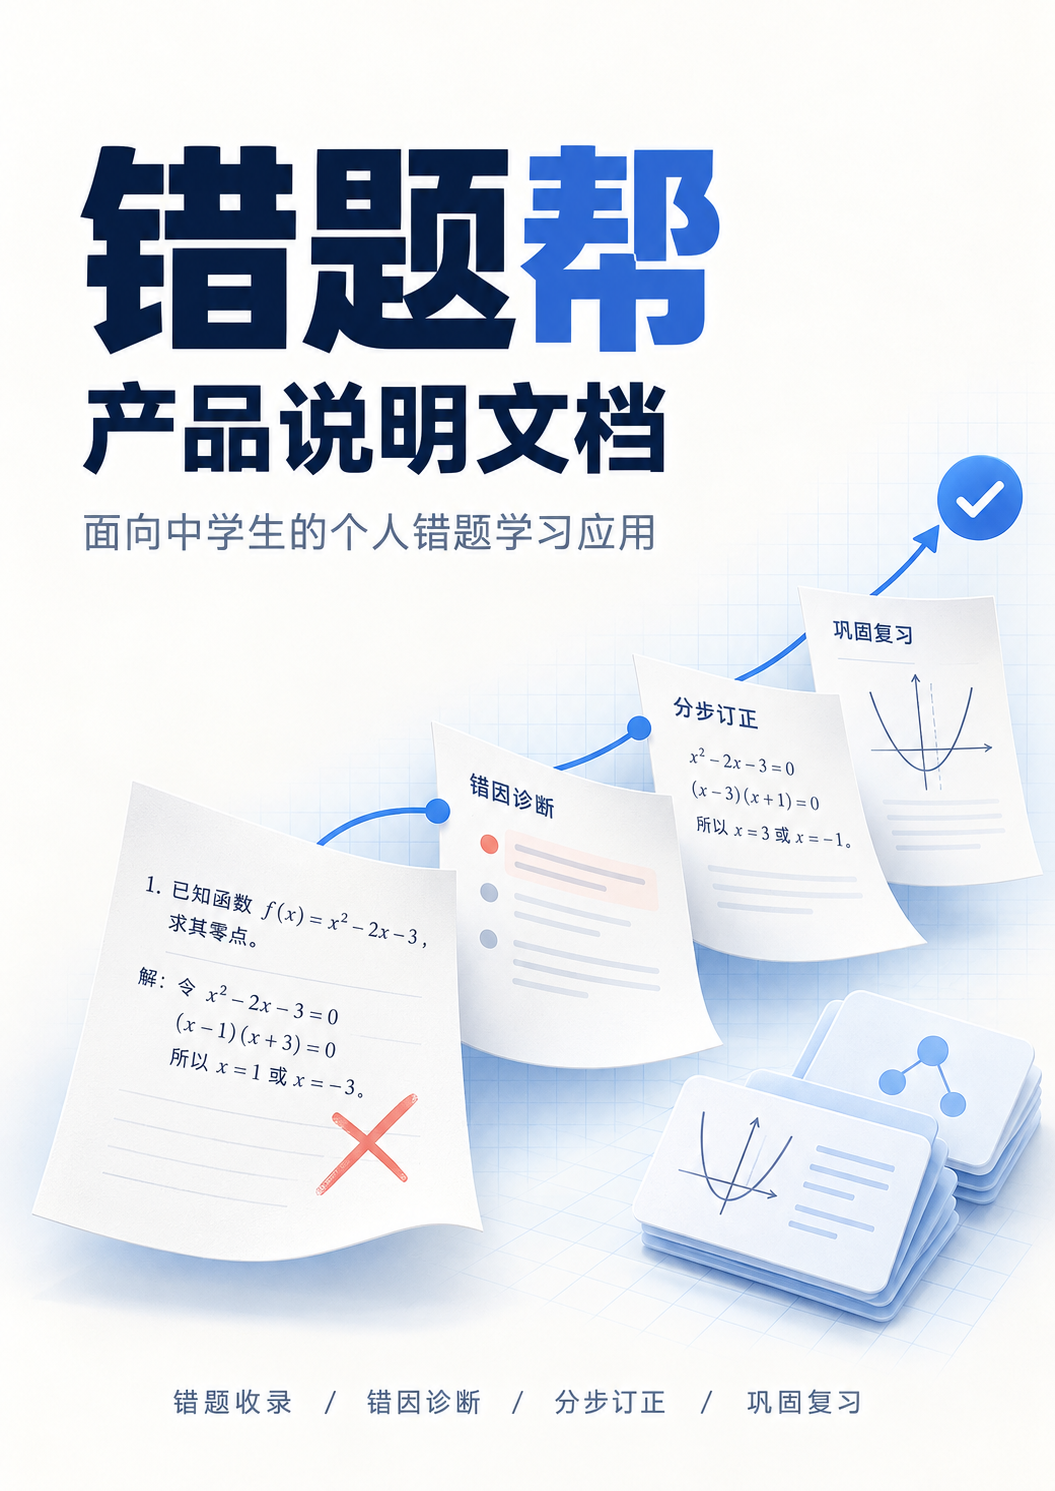 错题帮
产品说明文档
面向中学生的个人错题学习应用
巩固复习
分步订正
x²－2x－3＝0
(x－3)(x＋1)＝0
所以 x＝3 或 x＝－1。
错因诊断
1. 已知函数 f(x)＝x²－2x－3，
求其零点。
解：令 x²－2x－3＝0
(x－1)(x＋3)＝0
所以 x＝1 或 x＝－3。
错题收录 / 错因诊断 / 分步订正 / 巩固复习